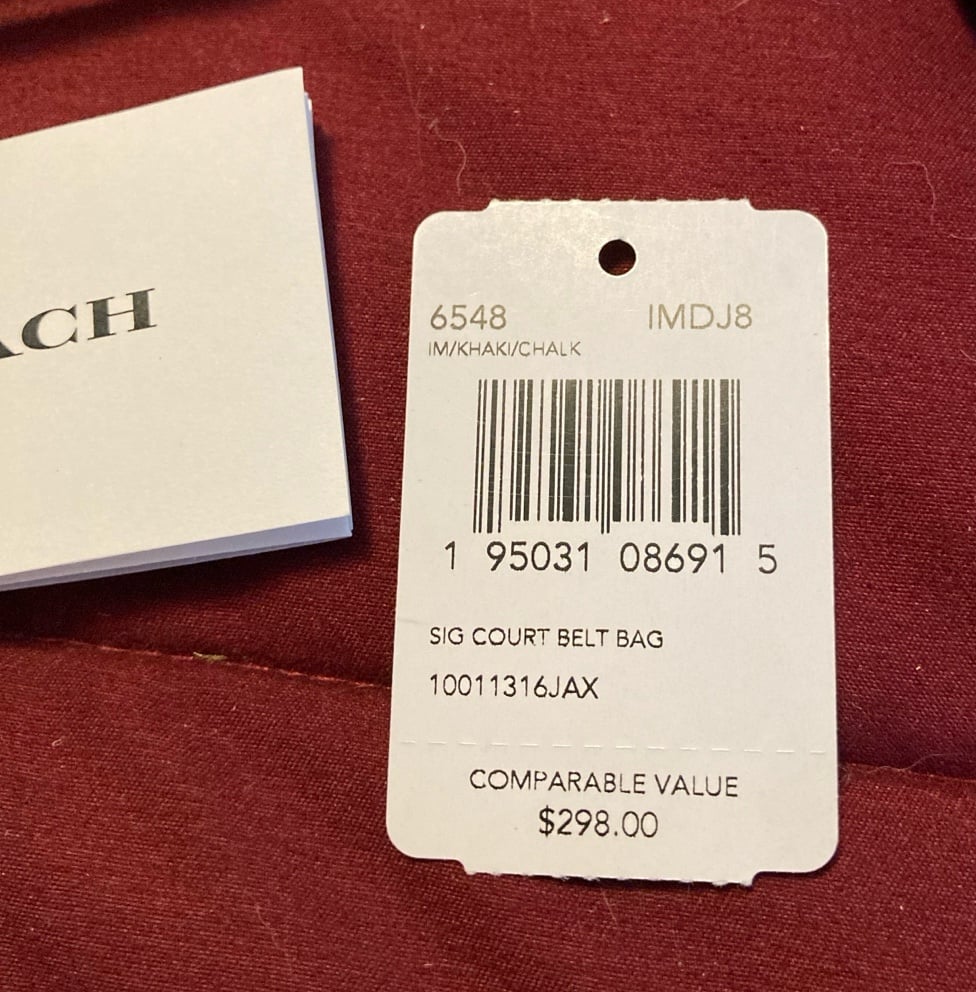 ACH
6548 IMDJ8
IM/KHAKI/CHALK
1 95031 08691 5
SIG COURT BELT BAG
10011316JAX
COMPARABLE VALUE
$298.00